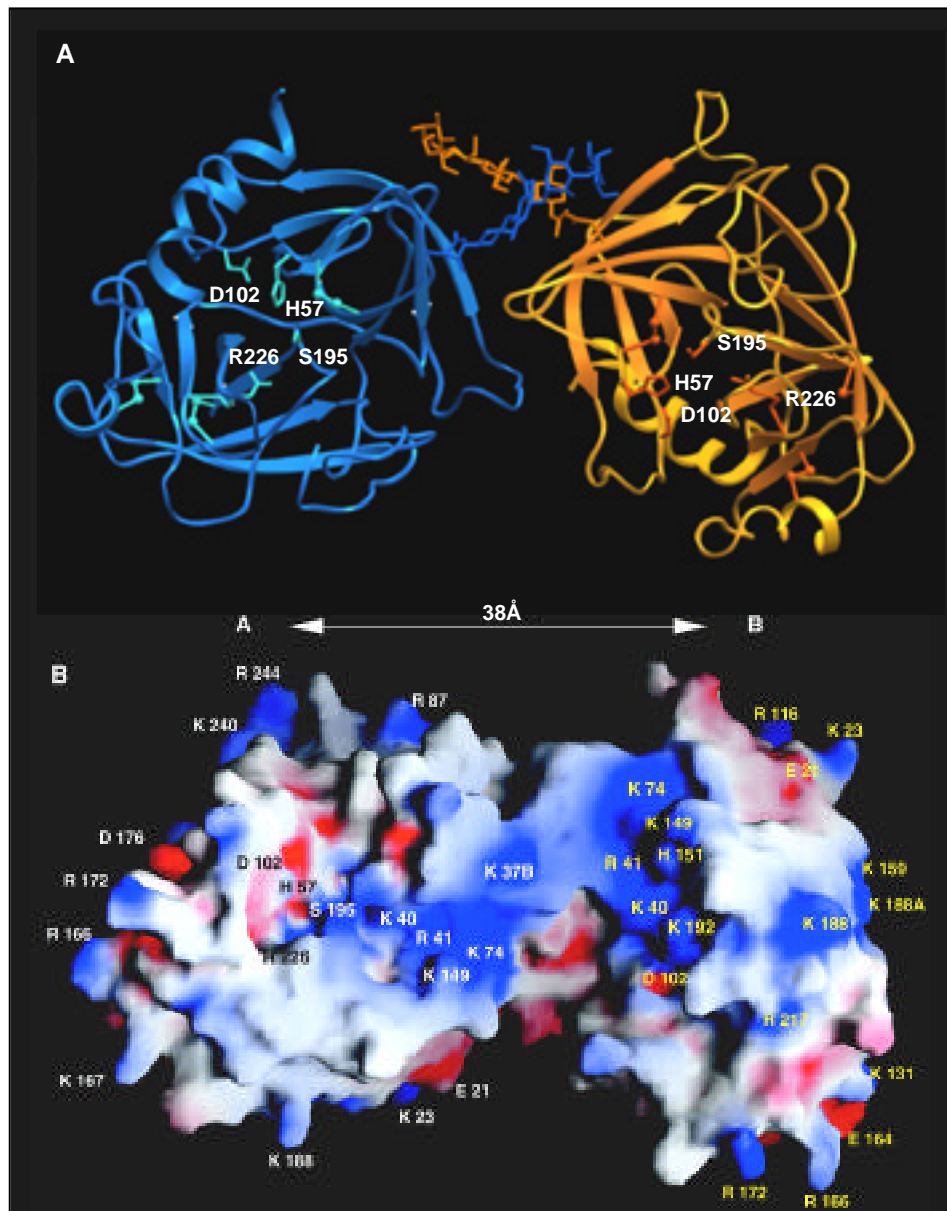 A
D102
H57
S195
R226
S195
H57
D102
R226
38Å
A
B
B
R 244
K 240
R 87
R 116
K 23
E 21
K 74
K 149
D 176
D 102
K 37B
R 41
H 151
K 159
R 172
H 57
S 195
K 40
K 40
K 192
K 188
K 188A
R 166
R 41
K 74
K 149
D 102
R 217
K 167
E 21
K 23
K 131
E 164
K 188
R 172
R 166